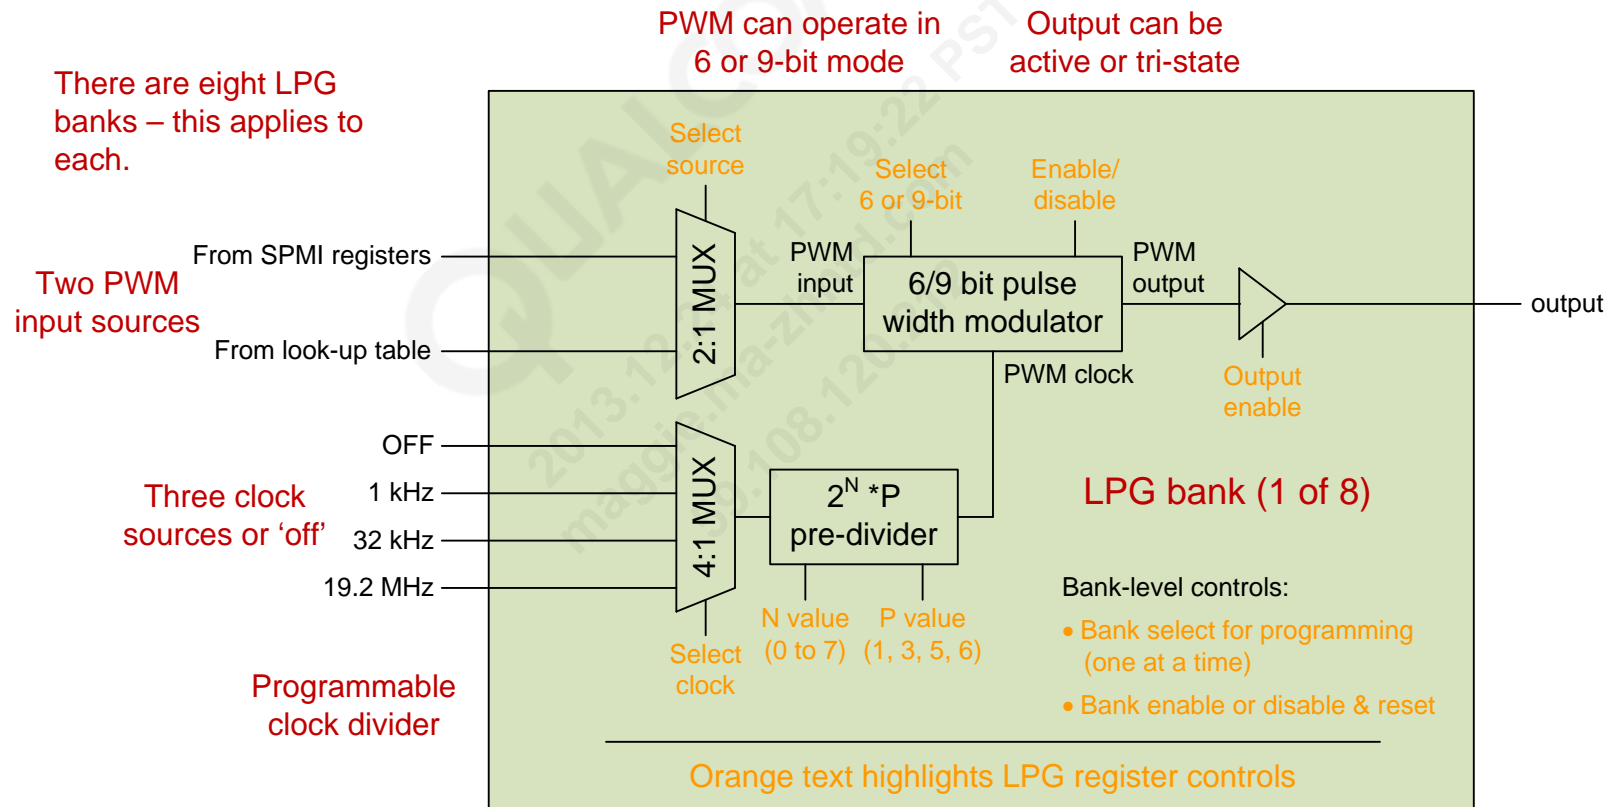 PWM can operate in
6 or 9-bit mode
Output can be
active or tri-state
There are eight LPG
banks – this applies to
each.
Select
source
Select
6 or 9-bit
Enable/
disable
From SPMI registers
Two PWM
input sources
From look-up table
2:1 MUX
PWM
input
6/9 bit pulse
width modulator
PWM
output
output
PWM clock
Output
enable
OFF
1 kHz
Three clock
sources or ‘off’
32 kHz
19.2 MHz
4:1 MUX
2^N *P
pre-divider
LPG bank (1 of 8)
N value
(0 to 7)
P value
(1, 3, 5, 6)
Select
clock
Programmable
clock divider
Bank-level controls:
• Bank select for programming
(one at a time)
• Bank enable or disable & reset
Orange text highlights LPG register controls